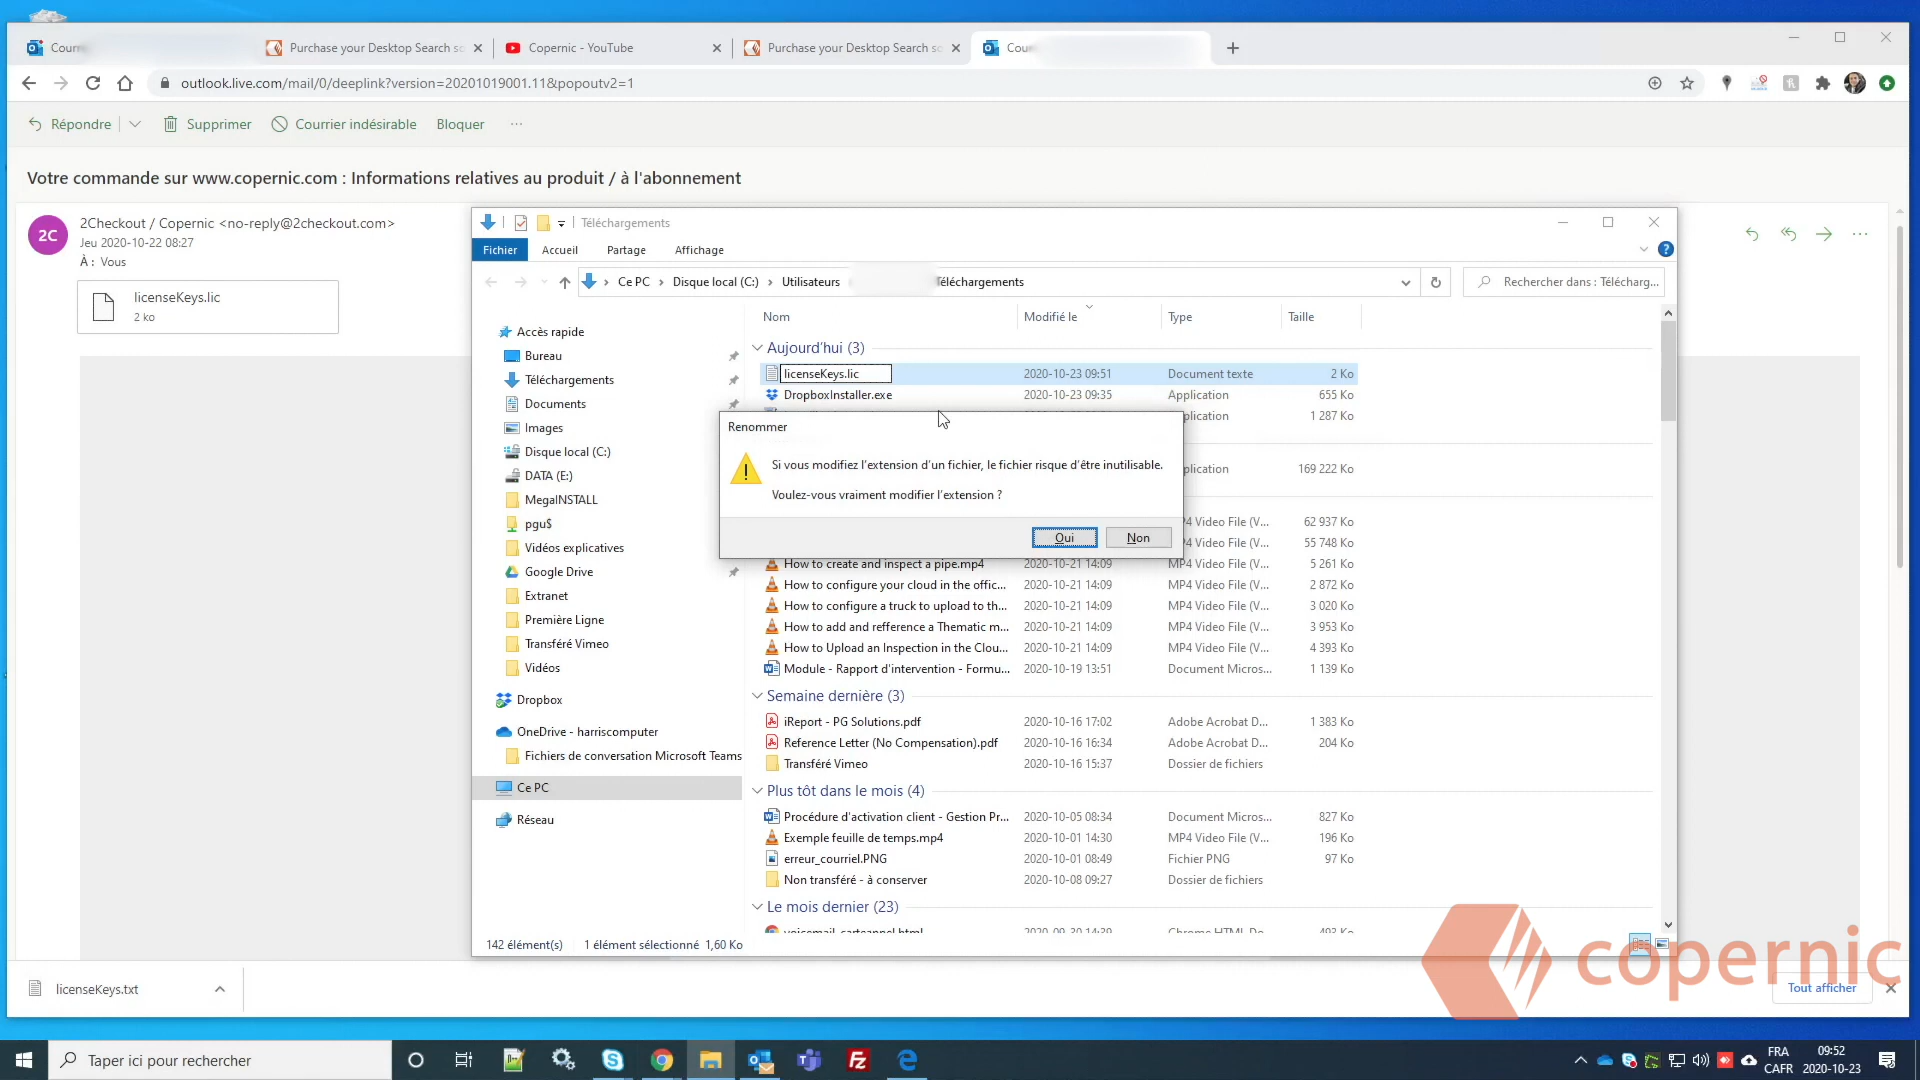 Purchase your Desktop Search so
Copernic - YouTube
Purchase your Desktop Search so
outlook.live.com/mail/0/deeplink?version=20201019001.11&popoutv2=1
Répondre
Supprimer
Courrier indésirable
Bloquer
Votre commande sur www.copernic.com : Informations relatives au produit / à l'abonnement
2C
2Checkout / Copernic <no-reply@2checkout.com>
Jeu 2020-10-22 08:27
À : Vous
licenseKeys.lic
2 ko
Téléchargements
Fichier
Accueil
Partage
Affichage
Ce PC
Disque local (C:)
Utilisateurs
Téléchargements
Rechercher dans : Télécharg...
Nom
Modifié le
Type
Taille
Accès rapide
Bureau
Téléchargements
Documents
Images
Disque local (C:)
DATA (E:)
MegaINSTALL
pgu$
Vidéos explicatives
Google Drive
Extranet
Première Ligne
Transféré Vimeo
Vidéos
Dropbox
OneDrive - harriscomputer
Fichiers de conversation Microsoft Teams
Ce PC
Réseau
Aujourd'hui (3)
licenseKeys.lic 2020-10-23 09:51 Document texte 2 Ko
DropboxInstaller.exe 2020-10-23 09:35 Application 655 Ko
plication 1 287 Ko
plication 169 222 Ko
P4 Video File (V... 62 937 Ko
P4 Video File (V... 55 748 Ko
Renommer
Si vous modifiez l'extension d'un fichier, le fichier risque d'être inutilisable.
Voulez-vous vraiment modifier l'extension ?
Oui
Non
How to create and inspect a pipe.mp4 2020-10-21 14:09 MP4 Video File (V... 5 261 Ko
How to configure your cloud in the offic... 2020-10-21 14:09 MP4 Video File (V... 2 872 Ko
How to configure a truck to upload to th... 2020-10-21 14:09 MP4 Video File (V... 3 020 Ko
How to add and refference a Thematic m... 2020-10-21 14:09 MP4 Video File (V... 3 953 Ko
How to Upload an Inspection in the Clou... 2020-10-21 14:09 MP4 Video File (V... 4 393 Ko
Module - Rapport d'intervention - Formu... 2020-10-19 13:51 Document Micros... 1 139 Ko
Semaine dernière (3)
iReport - PG Solutions.pdf 2020-10-16 17:02 Adobe Acrobat D... 1 383 Ko
Reference Letter (No Compensation).pdf 2020-10-16 16:34 Adobe Acrobat D... 204 Ko
Transféré Vimeo 2020-10-16 15:37 Dossier de fichiers
Plus tôt dans le mois (4)
Procédure d'activation client - Gestion Pr... 2020-10-05 08:34 Document Micros... 827 Ko
Exemple feuille de temps.mp4 2020-10-01 14:30 MP4 Video File (V... 196 Ko
erreur_courriel.PNG 2020-10-01 08:49 Fichier PNG 97 Ko
Non transféré - à conserver 2020-10-08 09:27 Dossier de fichiers
Le mois dernier (23)
142 élément(s) 1 élément sélectionné 1,60 Ko
copernic
licenseKeys.txt
Tout afficher
Taper ici pour rechercher
FRA
CAFR
09:52
2020-10-23